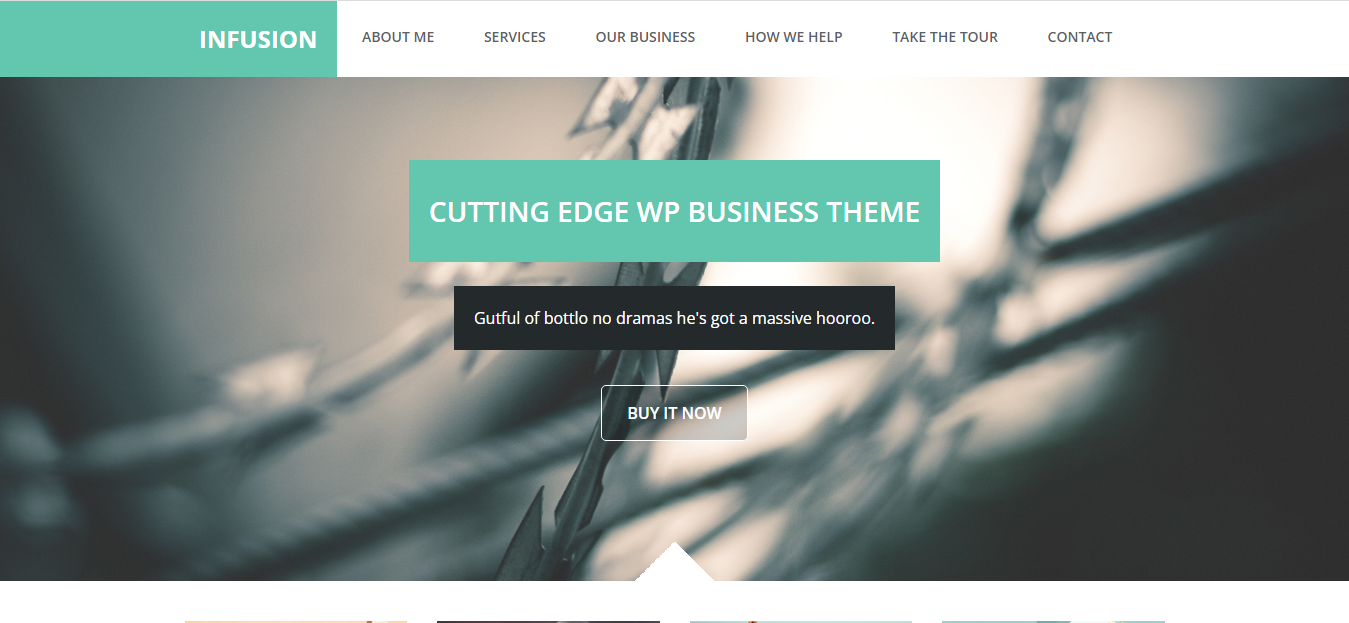 INFUSION
ABOUT ME
SERVICES
OUR BUSINESS
HOW WE HELP
TAKE THE TOUR
CONTACT
CUTTING EDGE WP BUSINESS THEME
Gutful of bottlo no dramas he's got a massive hooroo.
BUY IT NOW